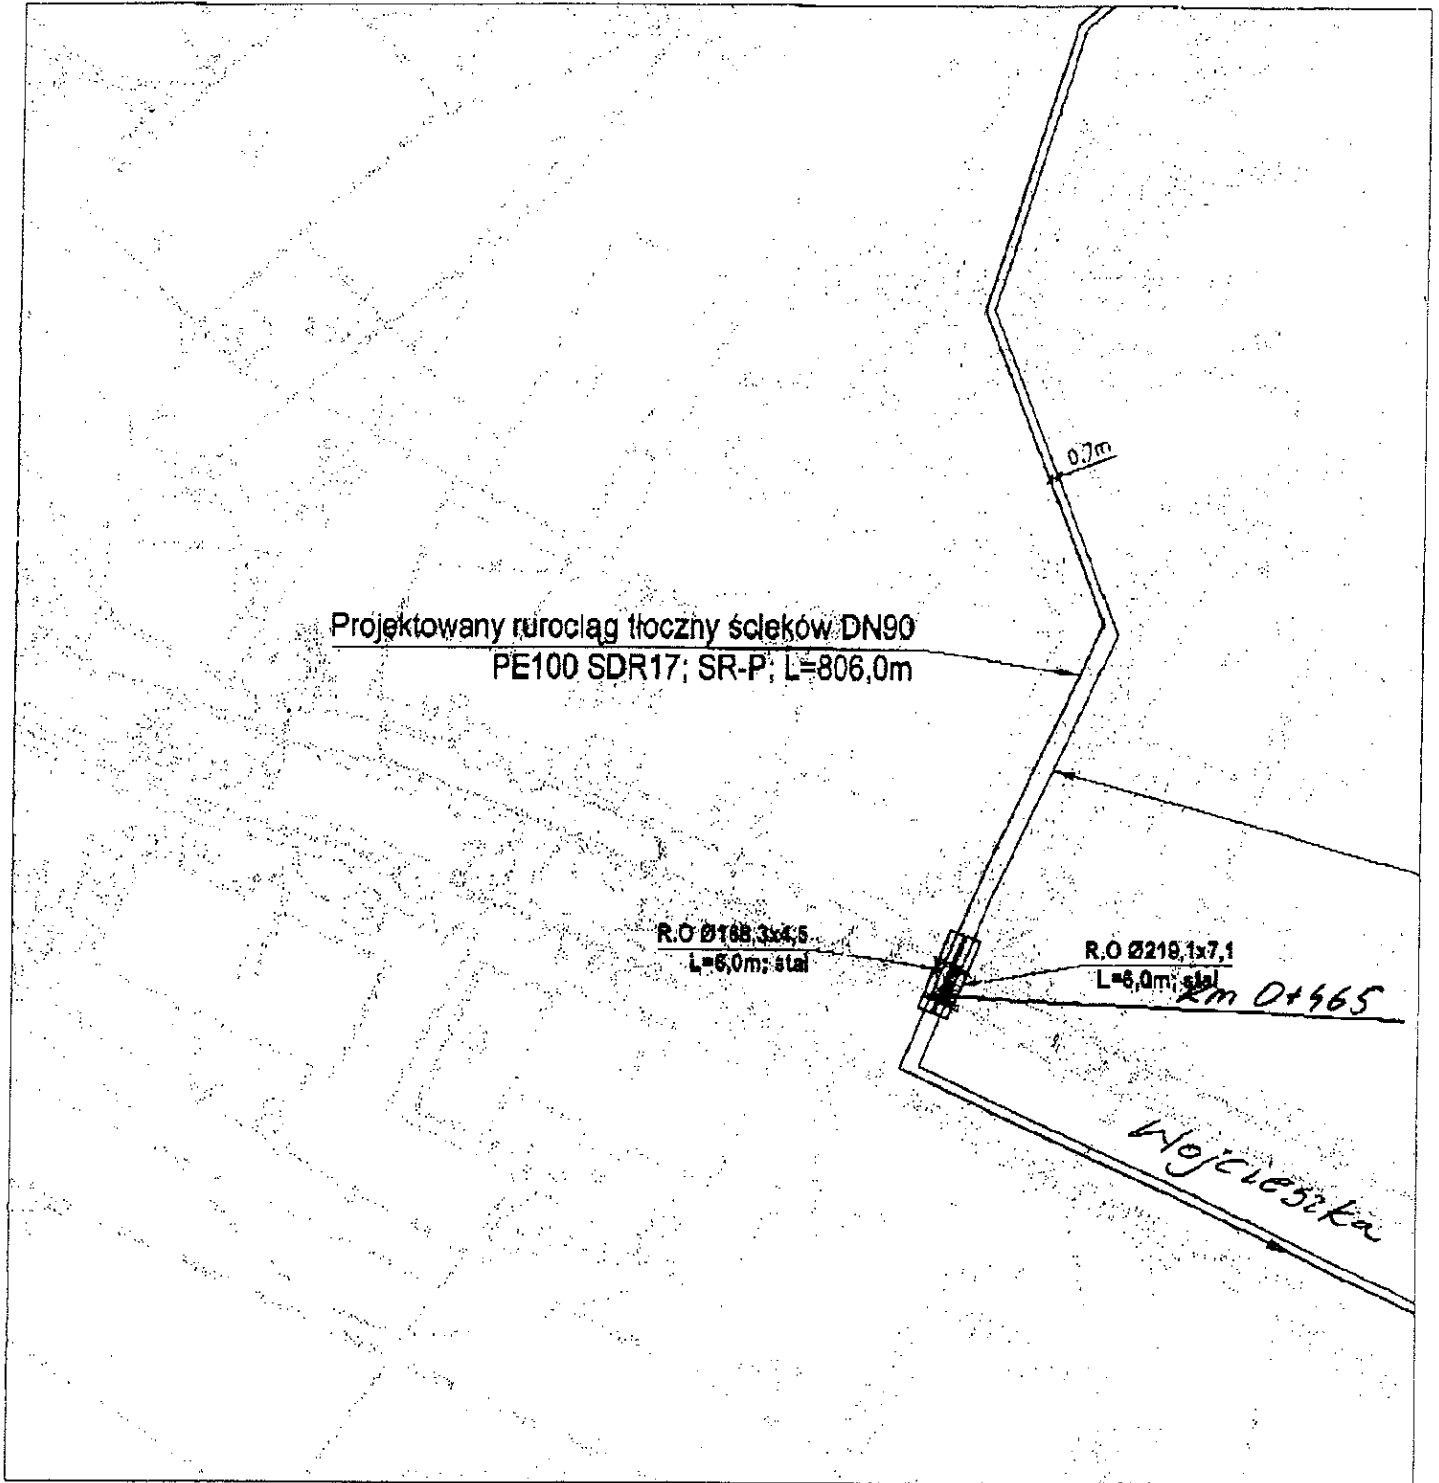 0.7m
Projektowany rurociąg tłoczny ścieków DN90
PE100 SDR17; SR-P; L=806,0m
R.O Ø168,3x4,5
L=6,0m; stal
R.O Ø219,1x7,1
L=6,0m; stal
km 0+465
Wojcieszka